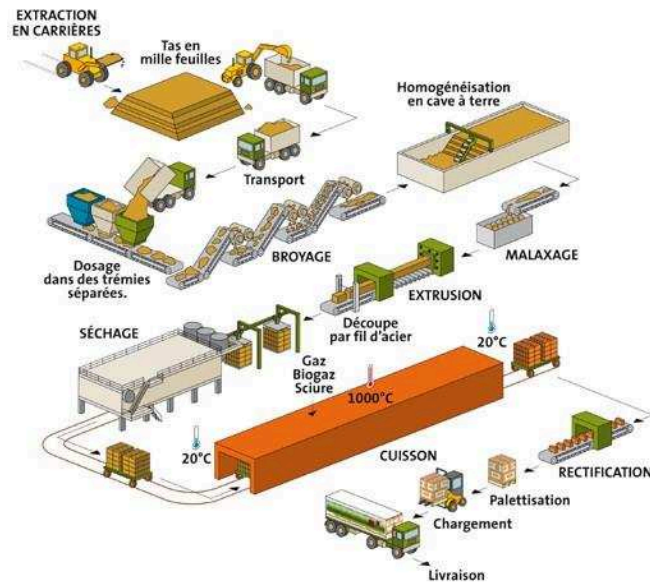 EXTRACTION
EN CARRIÈRES
Tas en
mille feuilles
Homogénéisation
en cave à terre
Transport
Dosage
dans des trémies
séparées.
BROYAGE
MALAXAGE
EXTRUSION
Découpe
par fil d'acier
SÉCHAGE
Gaz
Biogaz
Sciure
1000°C
20°C
20°C
CUISSON
RECTIFICATION
Palettisation
Chargement
Livraison